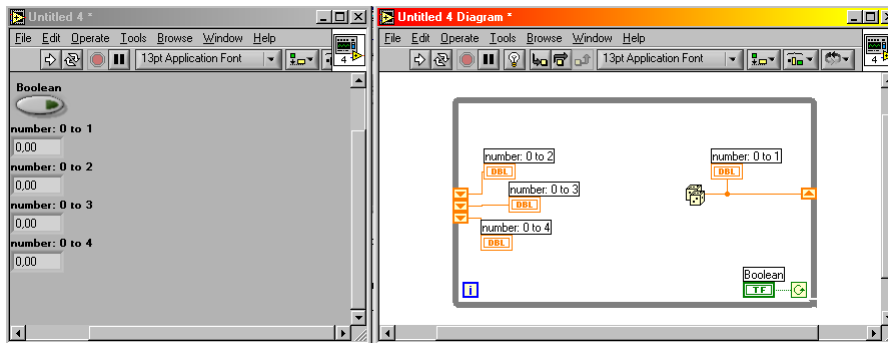 Untitled 4 *
File Edit Operate Tools Browse Window Help
13pt Application Font
4
Boolean
number: 0 to 1
0,00
number: 0 to 2
0,00
number: 0 to 3
0,00
number: 0 to 4
0,00
Untitled 4 Diagram *
File Edit Operate Tools Browse Window Help
13pt Application Font
4
number: 0 to 2
DBL
number: 0 to 3
DBL
number: 0 to 4
DBL
number: 0 to 1
DBL
Boolean
TF
i